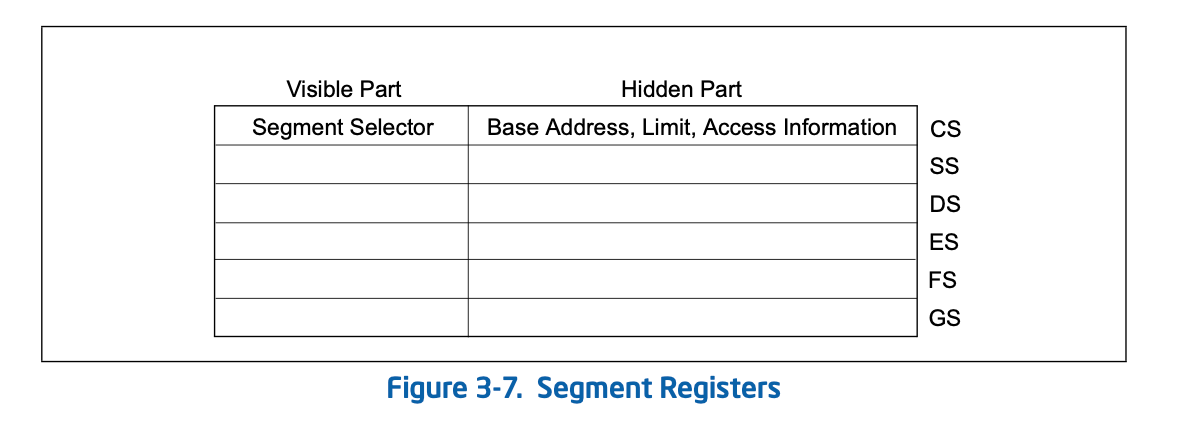 Visible Part Hidden Part
Segment Selector Base Address, Limit, Access Information CS
SS
DS
ES
FS
GS
Figure 3-7. Segment Registers